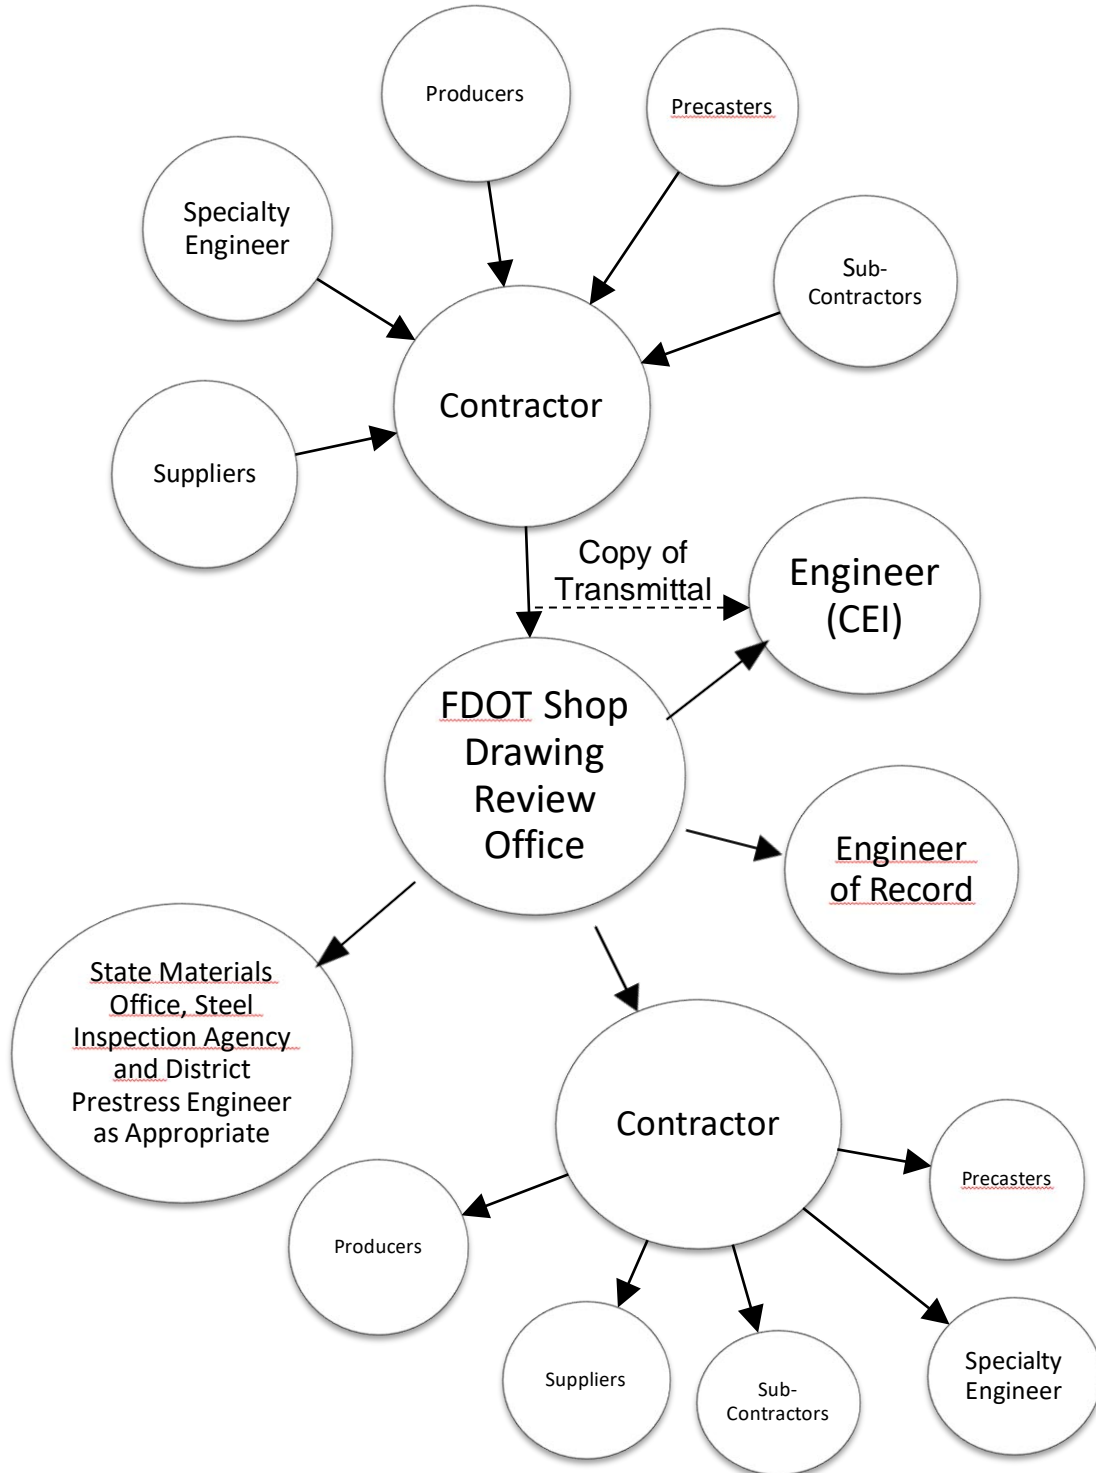 Producers
Precasters
Specialty
Engineer
Sub-
Contractors
Contractor
Suppliers
Copy of
Transmittal
Engineer
(CEI)
FDOT Shop
Drawing
Review
Office
Engineer
of Record
State Materials
Office, Steel
Inspection Agency
and District
Prestress Engineer
as Appropriate
Contractor
Precasters
Producers
Suppliers
Sub-
Contractors
Specialty
Engineer